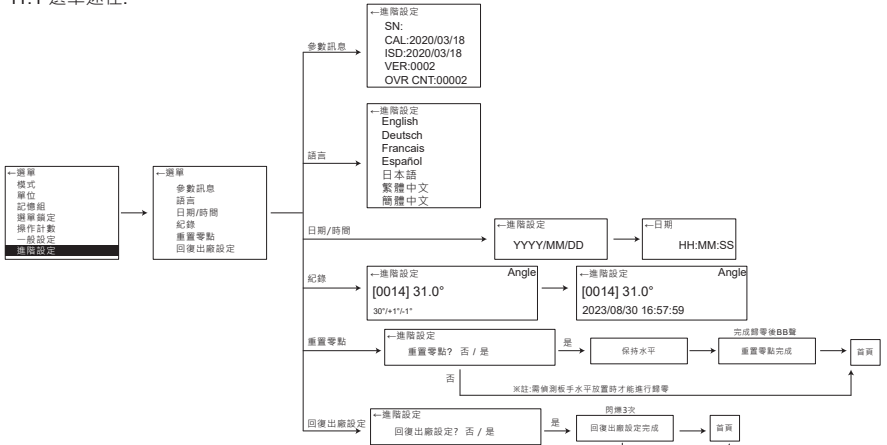 11.1 選單途徑:
←選單
模式
單位
記憶組
選單鎖定
操作計數
一般設定
進階設定
←選單
參數訊息
語言
日期/時間
紀錄
重置零點
回復出廠設定
參數訊息
←進階設定
SN:
CAL:2020/03/18
ISD:2020/03/18
VER:0002
OVR CNT:00002
語言
←進階設定
English
Deutsch
Francais
Español
日本語
繁體中文
簡體中文
日期/時間
←進階設定
YYYY/MM/DD
←日期
HH:MM:SS
紀錄
←進階設定 Angle
[0014] 31.0°
30°/+1°/-1°
←進階設定 Angle
[0014] 31.0°
2023/08/30 16:57:59
重置零點
←進階設定
重置零點? 否 / 是
是
保持水平
完成歸零後BB聲
重置零點完成
首頁
否
※註:需偵測板手水平放置時才能進行歸零
回復出廠設定
←進階設定
回復出廠設定? 否 / 是
是
閃爍3次
回復出廠設定完成
首頁